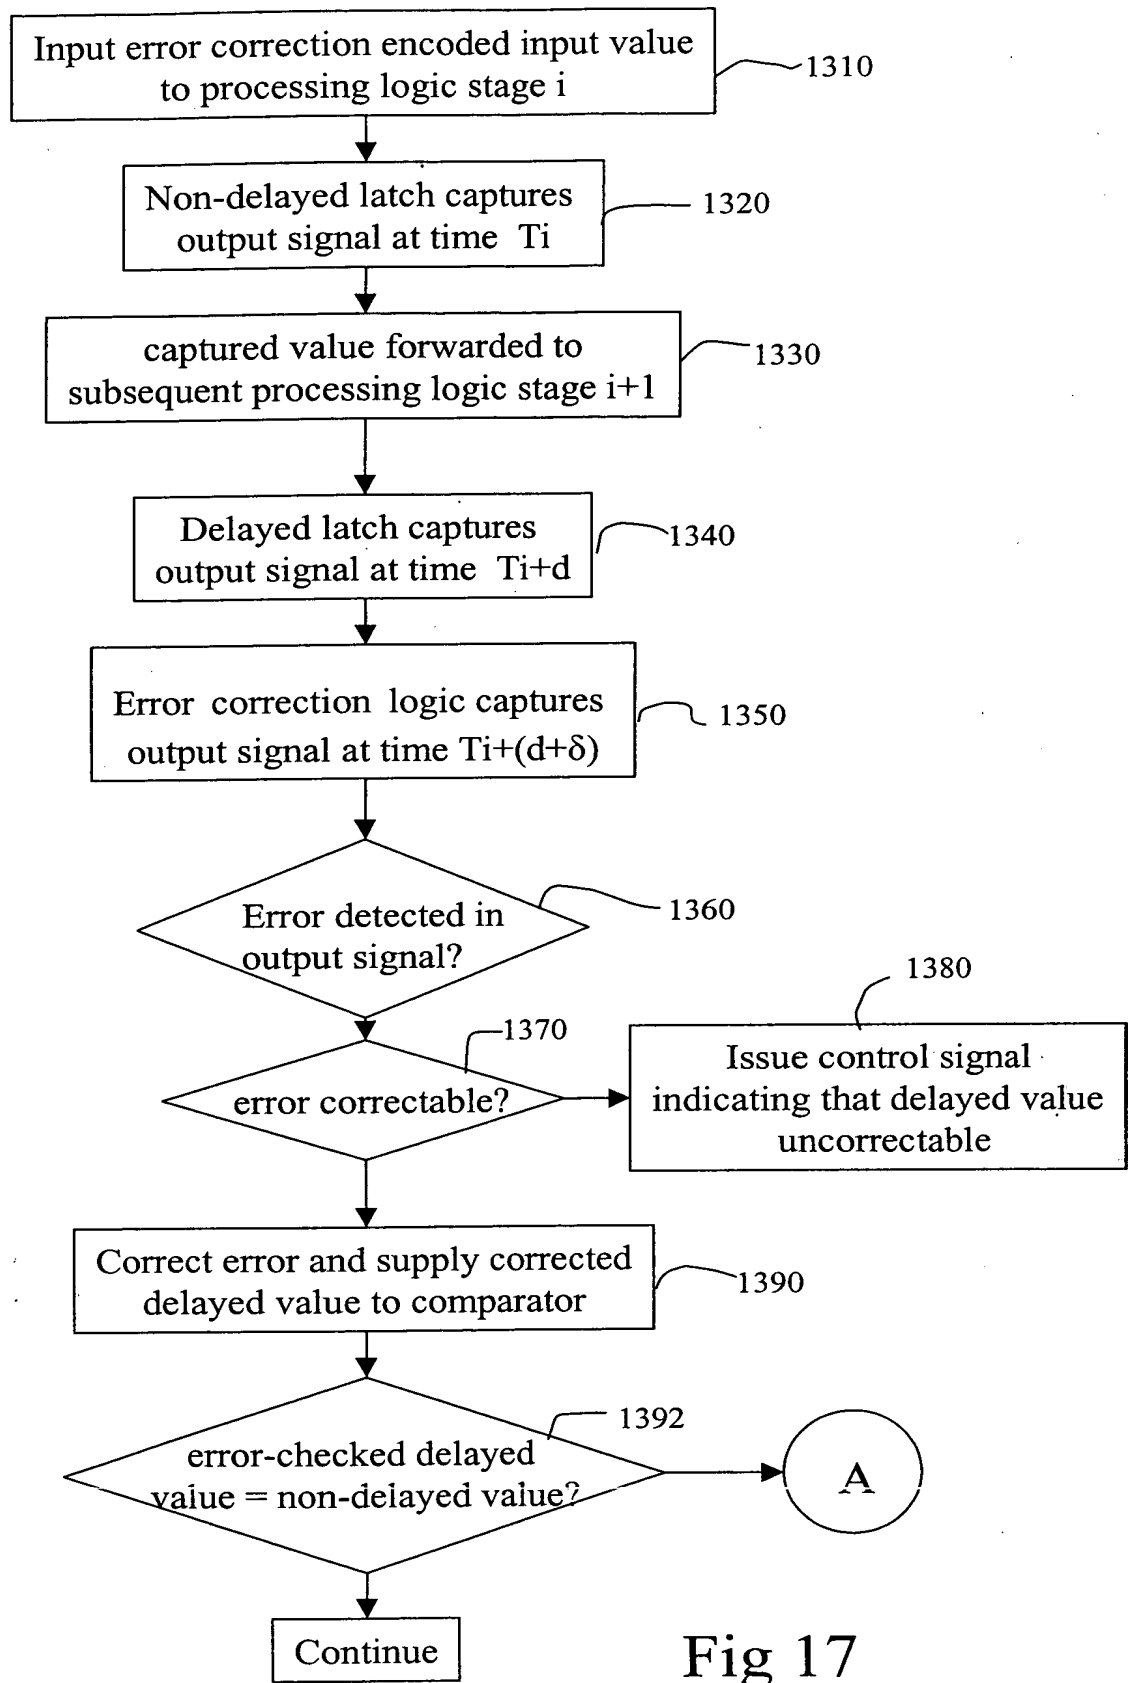 Input error correction encoded input value
to processing logic stage i
1310
Non-delayed latch captures
output signal at time Ti
1320
captured value forwarded to
subsequent processing logic stage i+1
1330
Delayed latch captures
output signal at time Ti+d
1340
Error correction logic captures
output signal at time Ti+(d+δ)
1350
Error detected in
output signal?
1360
1380
1370
error correctable?
Issue control signal
indicating that delayed value
uncorrectable
Correct error and supply corrected
delayed value to comparator
1390
1392
error-checked delayed
value = non-delayed value?
A
Continue
Fig 17